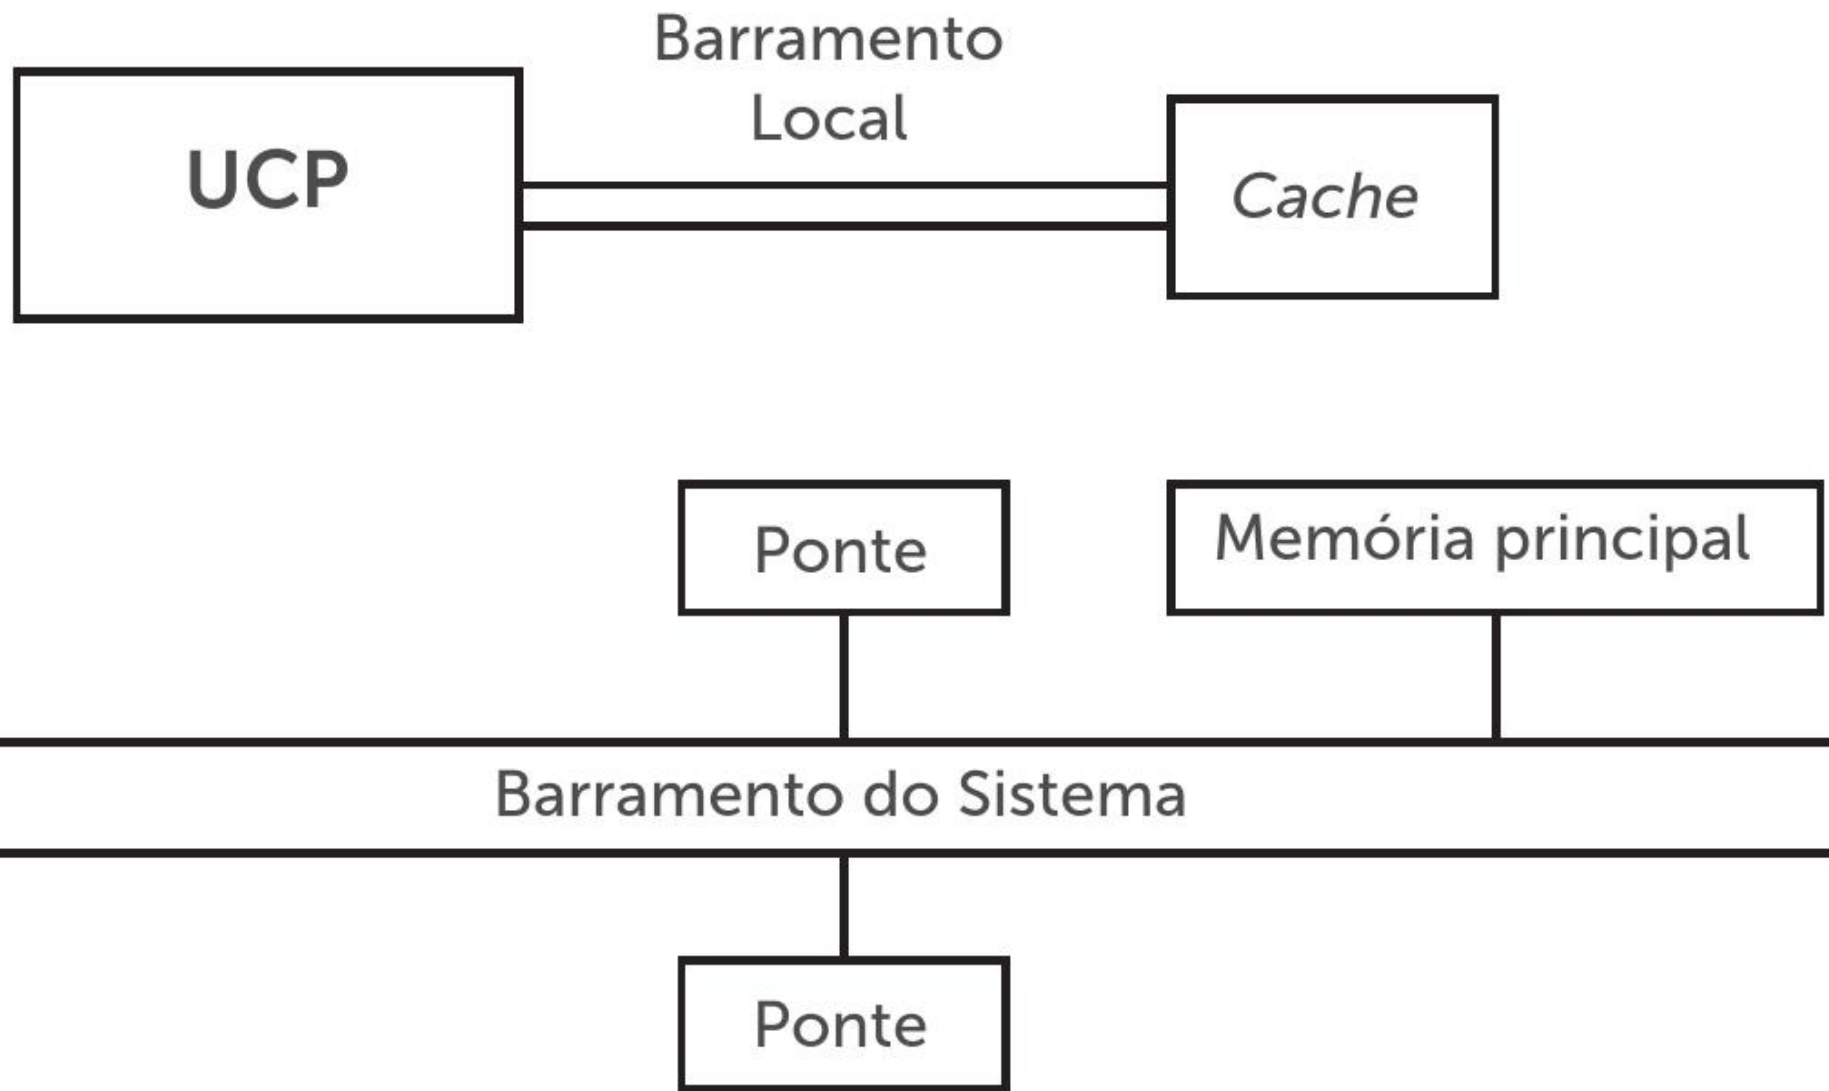 Barramento
Local
UCP
Cache
Ponte
Memória principal
Barramento do Sistema
Ponte